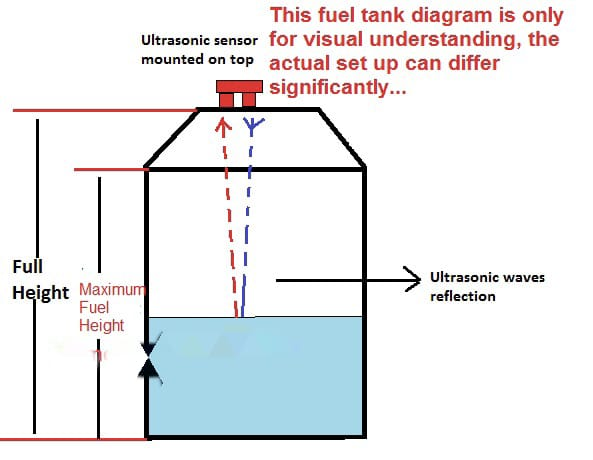 This fuel tank diagram is only
for visual understanding, the
actual set up can differ
significantly...
Ultrasonic sensor
mounted on top
Full
Height
Maximum
Fuel
Height
Ultrasonic waves
reflection